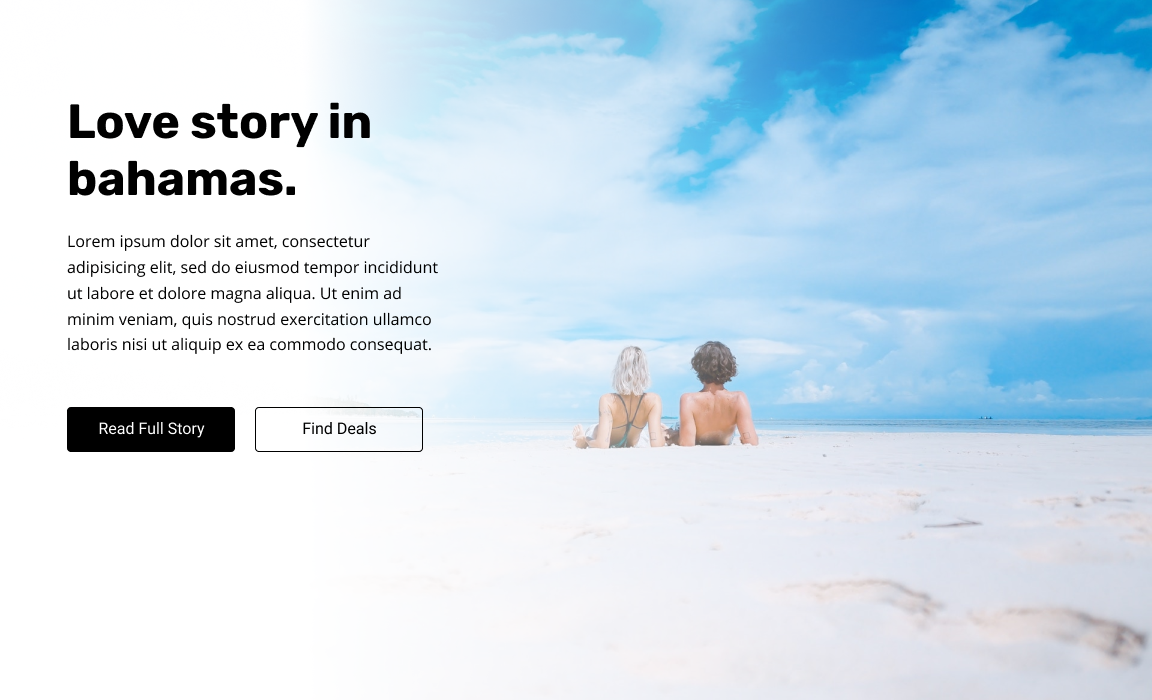 Love story in
bahamas.
Lorem ipsum dolor sit amet, consectetur
adipisicing elit, sed do eiusmod tempor incididunt
ut labore et dolore magna aliqua. Ut enim ad
minim veniam, quis nostrud exercitation ullamco
laboris nisi ut aliquip ex ea commodo consequat.
Read Full Story
Find Deals